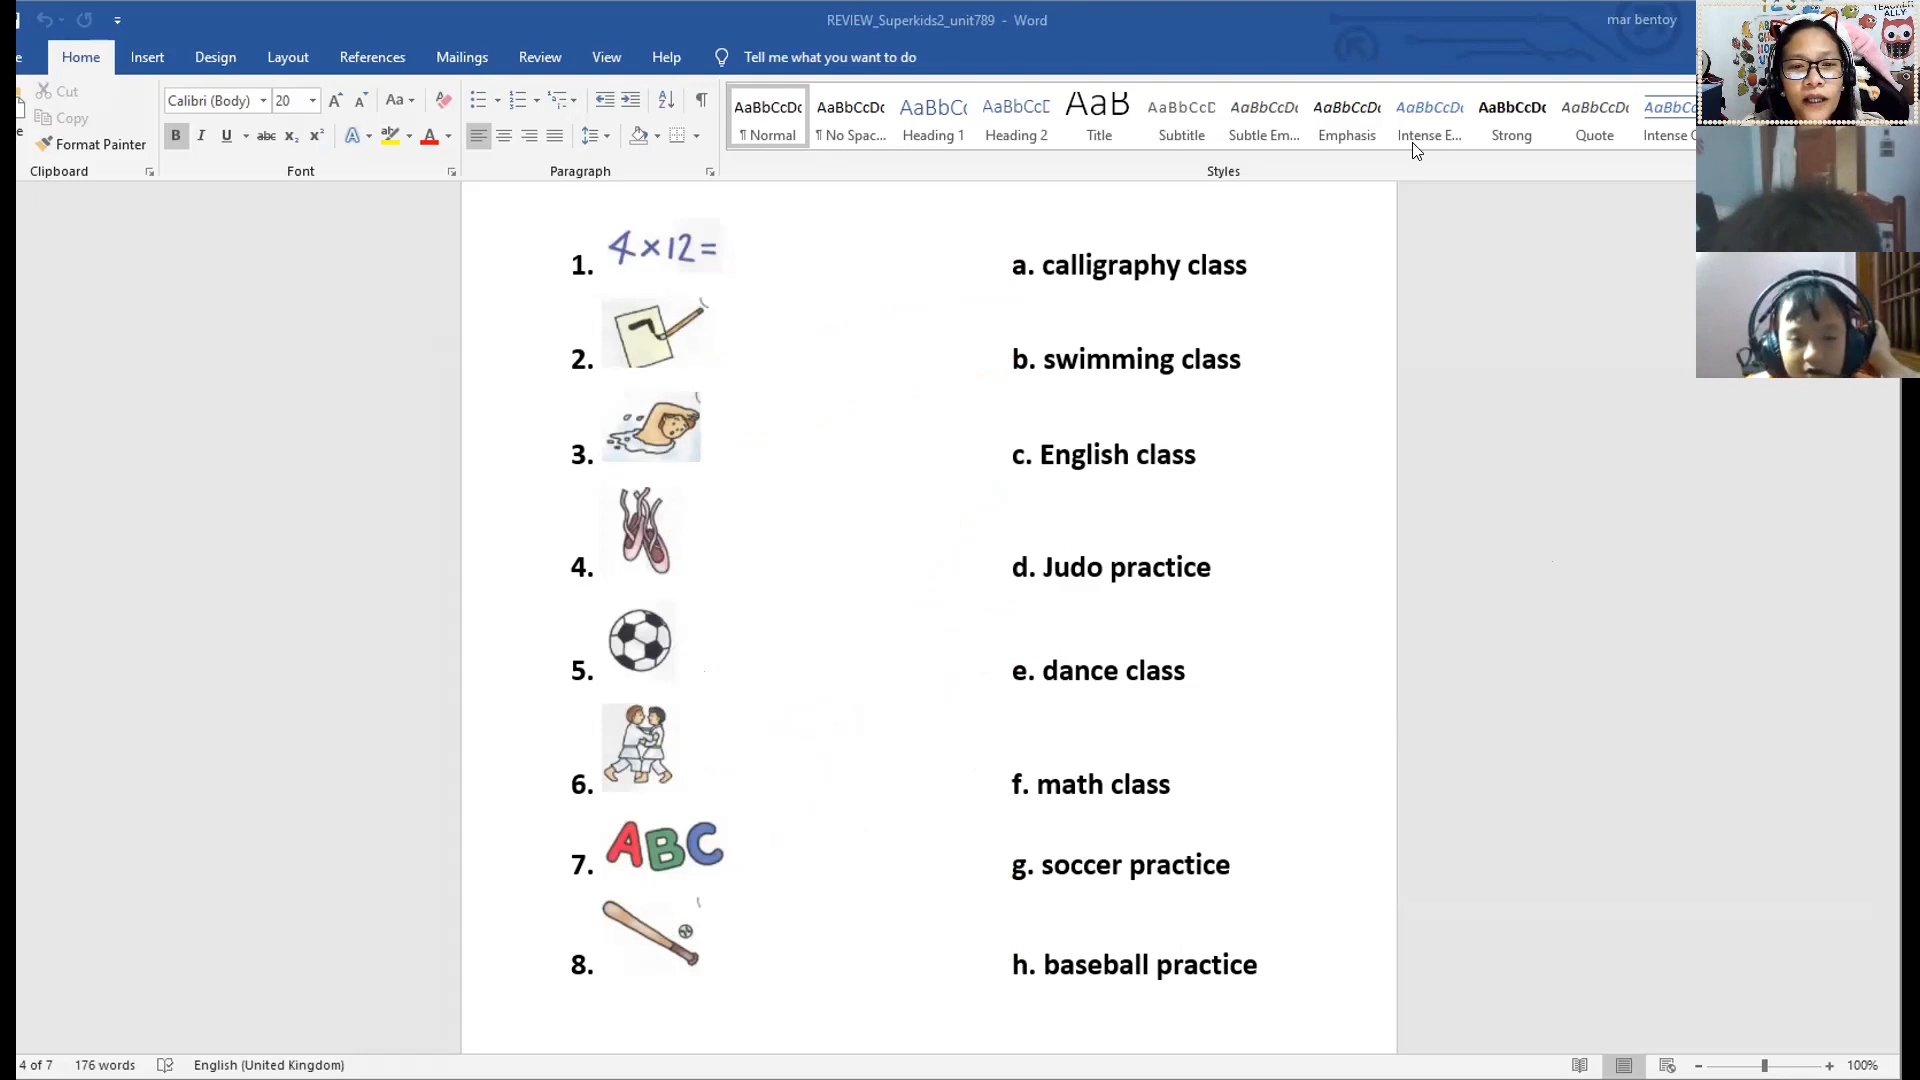 REVIEW_Superkids2_unit789 - Word
mar bentoy
Home Insert Design Layout References Mailings Review View Help Tell me what you want to do
Cut
Copy
Format Painter
Clipboard
Calibri (Body) 20
Font
Paragraph
AaBbCcDc AaBbCcDc AaBbCc AaBbCcD AaB AaBbCcD AaBbCcDc AaBbCcDc AaBbCcDc AaBbCcDc AaBbCcDc AaBbCcDc
¶ Normal ¶ No Spac... Heading 1 Heading 2 Title Subtitle Subtle Em... Emphasis Intense E... Strong Quote Intense
Styles
TEACHER
ALLY
1. 4 × 12 = a. calligraphy class
2. b. swimming class
3. c. English class
4. d. Judo practice
5. e. dance class
6. f. math class
7. ABC g. soccer practice
8. h. baseball practice
4 of 7 176 words English (United Kingdom) 100%